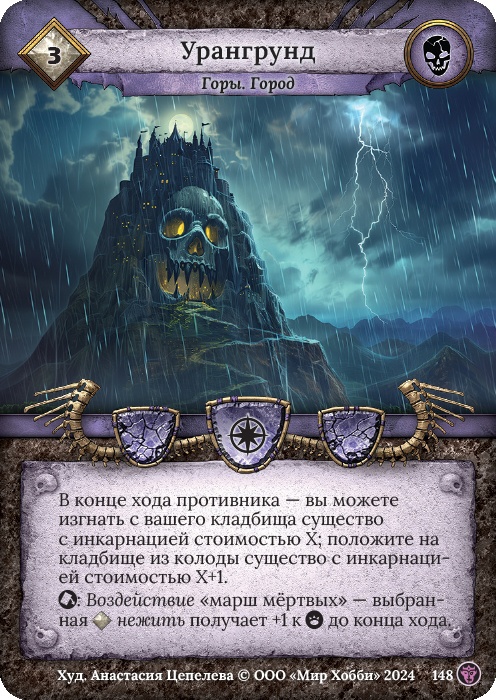 3
Урангрунд
Горы. Город
В конце хода противника — вы можете
изгнать с вашего кладбища существо
с инкарнацией стоимостью X; положите на
кладбище из колоды существо с инкарнаци-
ей стоимостью X+1.
: Воздействие «марш мёртвых» — выбран-
ная нежить получает +1 к до конца хода.
Худ. Анастасия Цепелева © ООО «Мир Хобби» 2024 148